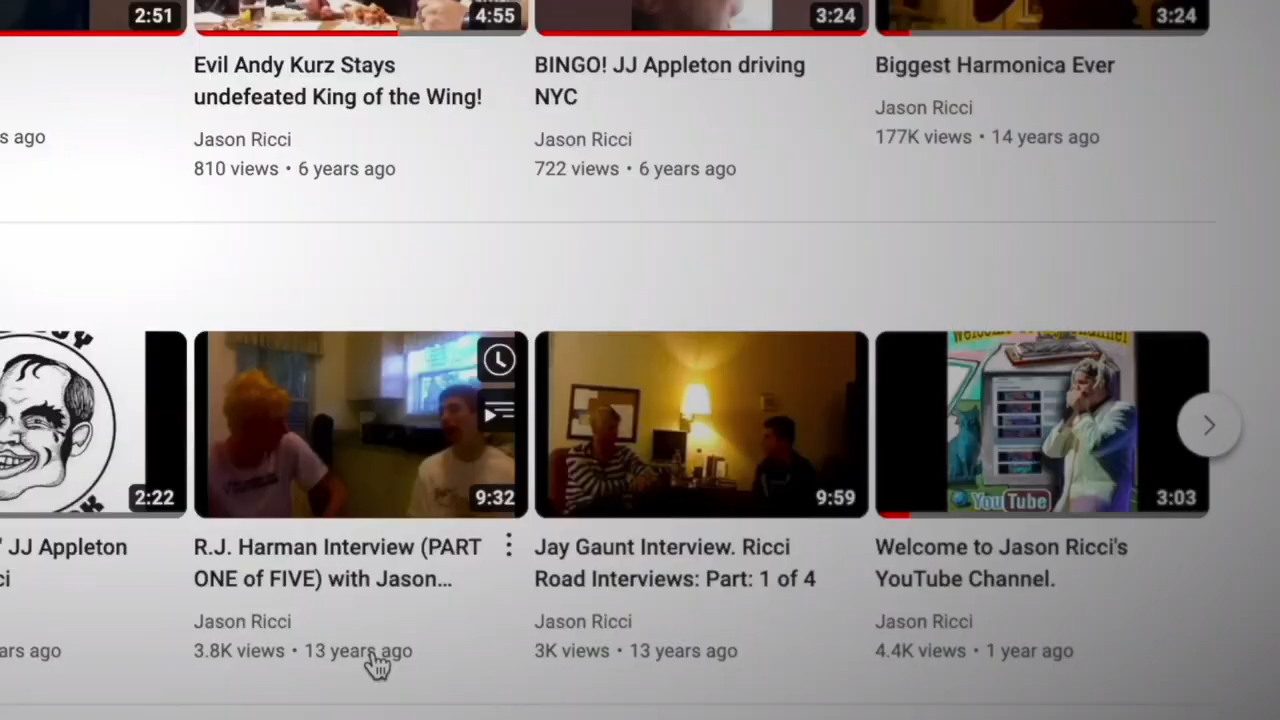 2:51
4:55
3:24
3:24
Evil Andy Kurz Stays
undefeated King of the Wing!
Jason Ricci
810 views • 6 years ago
BINGO! JJ Appleton driving
NYC
Jason Ricci
722 views • 6 years ago
Biggest Harmonica Ever
Jason Ricci
177K views • 14 years ago
s ago
2:22
9:32
9:59
Welcome
YouTube
3:03
" JJ Appleton
ci
ars ago
R.J. Harman Interview (PART
ONE of FIVE) with Jason...
Jason Ricci
3.8K views • 13 years ago
Jay Gaunt Interview. Ricci
Road Interviews: Part: 1 of 4
Jason Ricci
3K views • 13 years ago
Welcome to Jason Ricci's
YouTube Channel.
Jason Ricci
4.4K views • 1 year ago